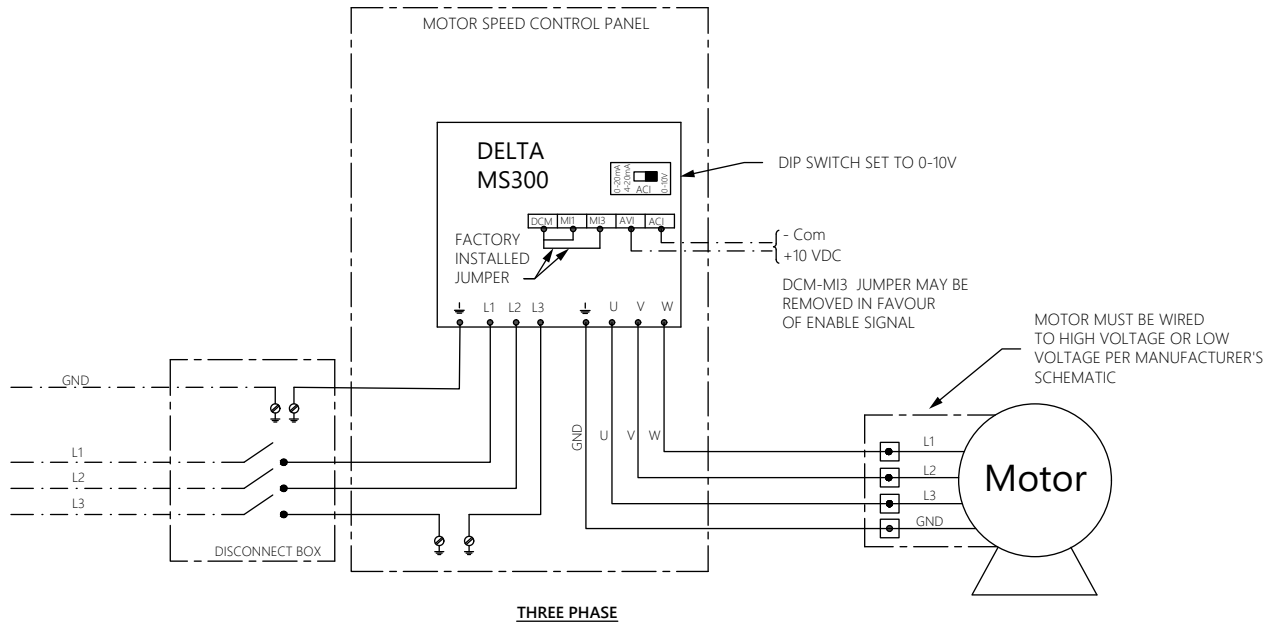 MOTOR SPEED CONTROL PANEL
DELTA
MS300
0-20mA
4-20mA
ACI
0-10V
DIP SWITCH SET TO 0-10V
DCM MI1 MI3 AVI ACI
FACTORY
INSTALLED
JUMPER
- Com
+10 VDC
DCM-MI3 JUMPER MAY BE
REMOVED IN FAVOUR
OF ENABLE SIGNAL
L1 L2 L3 U V W
MOTOR MUST BE WIRED
TO HIGH VOLTAGE OR LOW
VOLTAGE PER MANUFACTURER'S
SCHEMATIC
GND
L1
L2
L3
DISCONNECT BOX
GND U V W
L1
L2
L3
GND
Motor
THREE PHASE